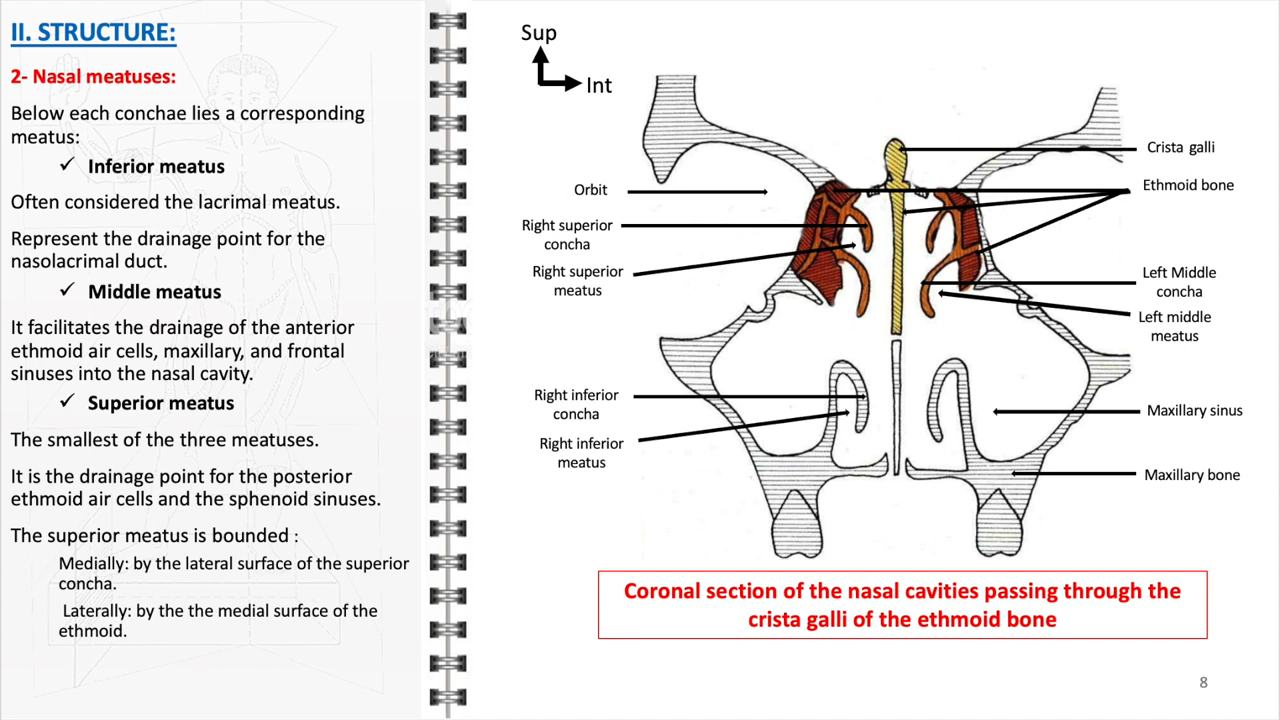 II. STRUCTURE:
2- Nasal meatuses:
Below each conchae lies a corresponding
meatus:
✓ Inferior meatus
Often considered the lacrimal meatus.
Represent the drainage point for the
nasolacrimal duct.
✓ Middle meatus
It facilitates the drainage of the anterior
ethmoid air cells, maxillary, and frontal
sinuses into the nasal cavity.
✓ Superior meatus
The smallest of the three meatuses.
It is the drainage point for the posterior
ethmoid air cells and the sphenoid sinuses.
The superior meatus is bounded :
Medially: by the lateral surface of the superior
concha.
Laterally: by the the medial surface of the
ethmoid.
Sup
Int
Orbit
Right superior
concha
Right superior
meatus
Right inferior
concha
Right inferior
meatus
Crista galli
Ethmoid bone
Left Middle
concha
Left middle
meatus
Maxillary sinus
Maxillary bone
Coronal section of the nasal cavities passing through the
crista galli of the ethmoid bone
8